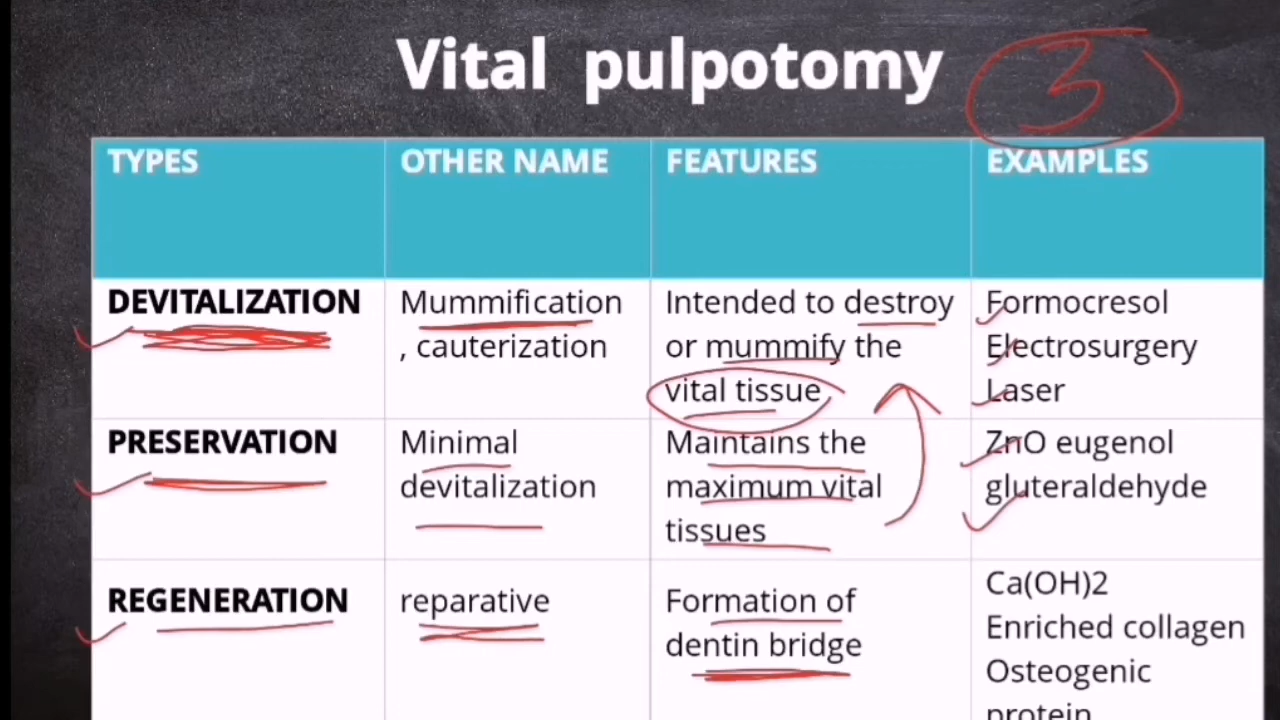 Vital pulpotomy
3
TYPES
OTHER NAME
FEATURES
EXAMPLES
DEVITALIZATION
Mummification
, cauterization
Intended to destroy
or mummify the
vital tissue
Formocresol
Electrosurgery
Laser
PRESERVATION
Minimal
devitalization
Maintains the
maximum vital
tissues
ZnO eugenol
gluteraldehyde
REGENERATION
reparative
Formation of
dentin bridge
Ca(OH)2
Enriched collagen
Osteogenic
protein